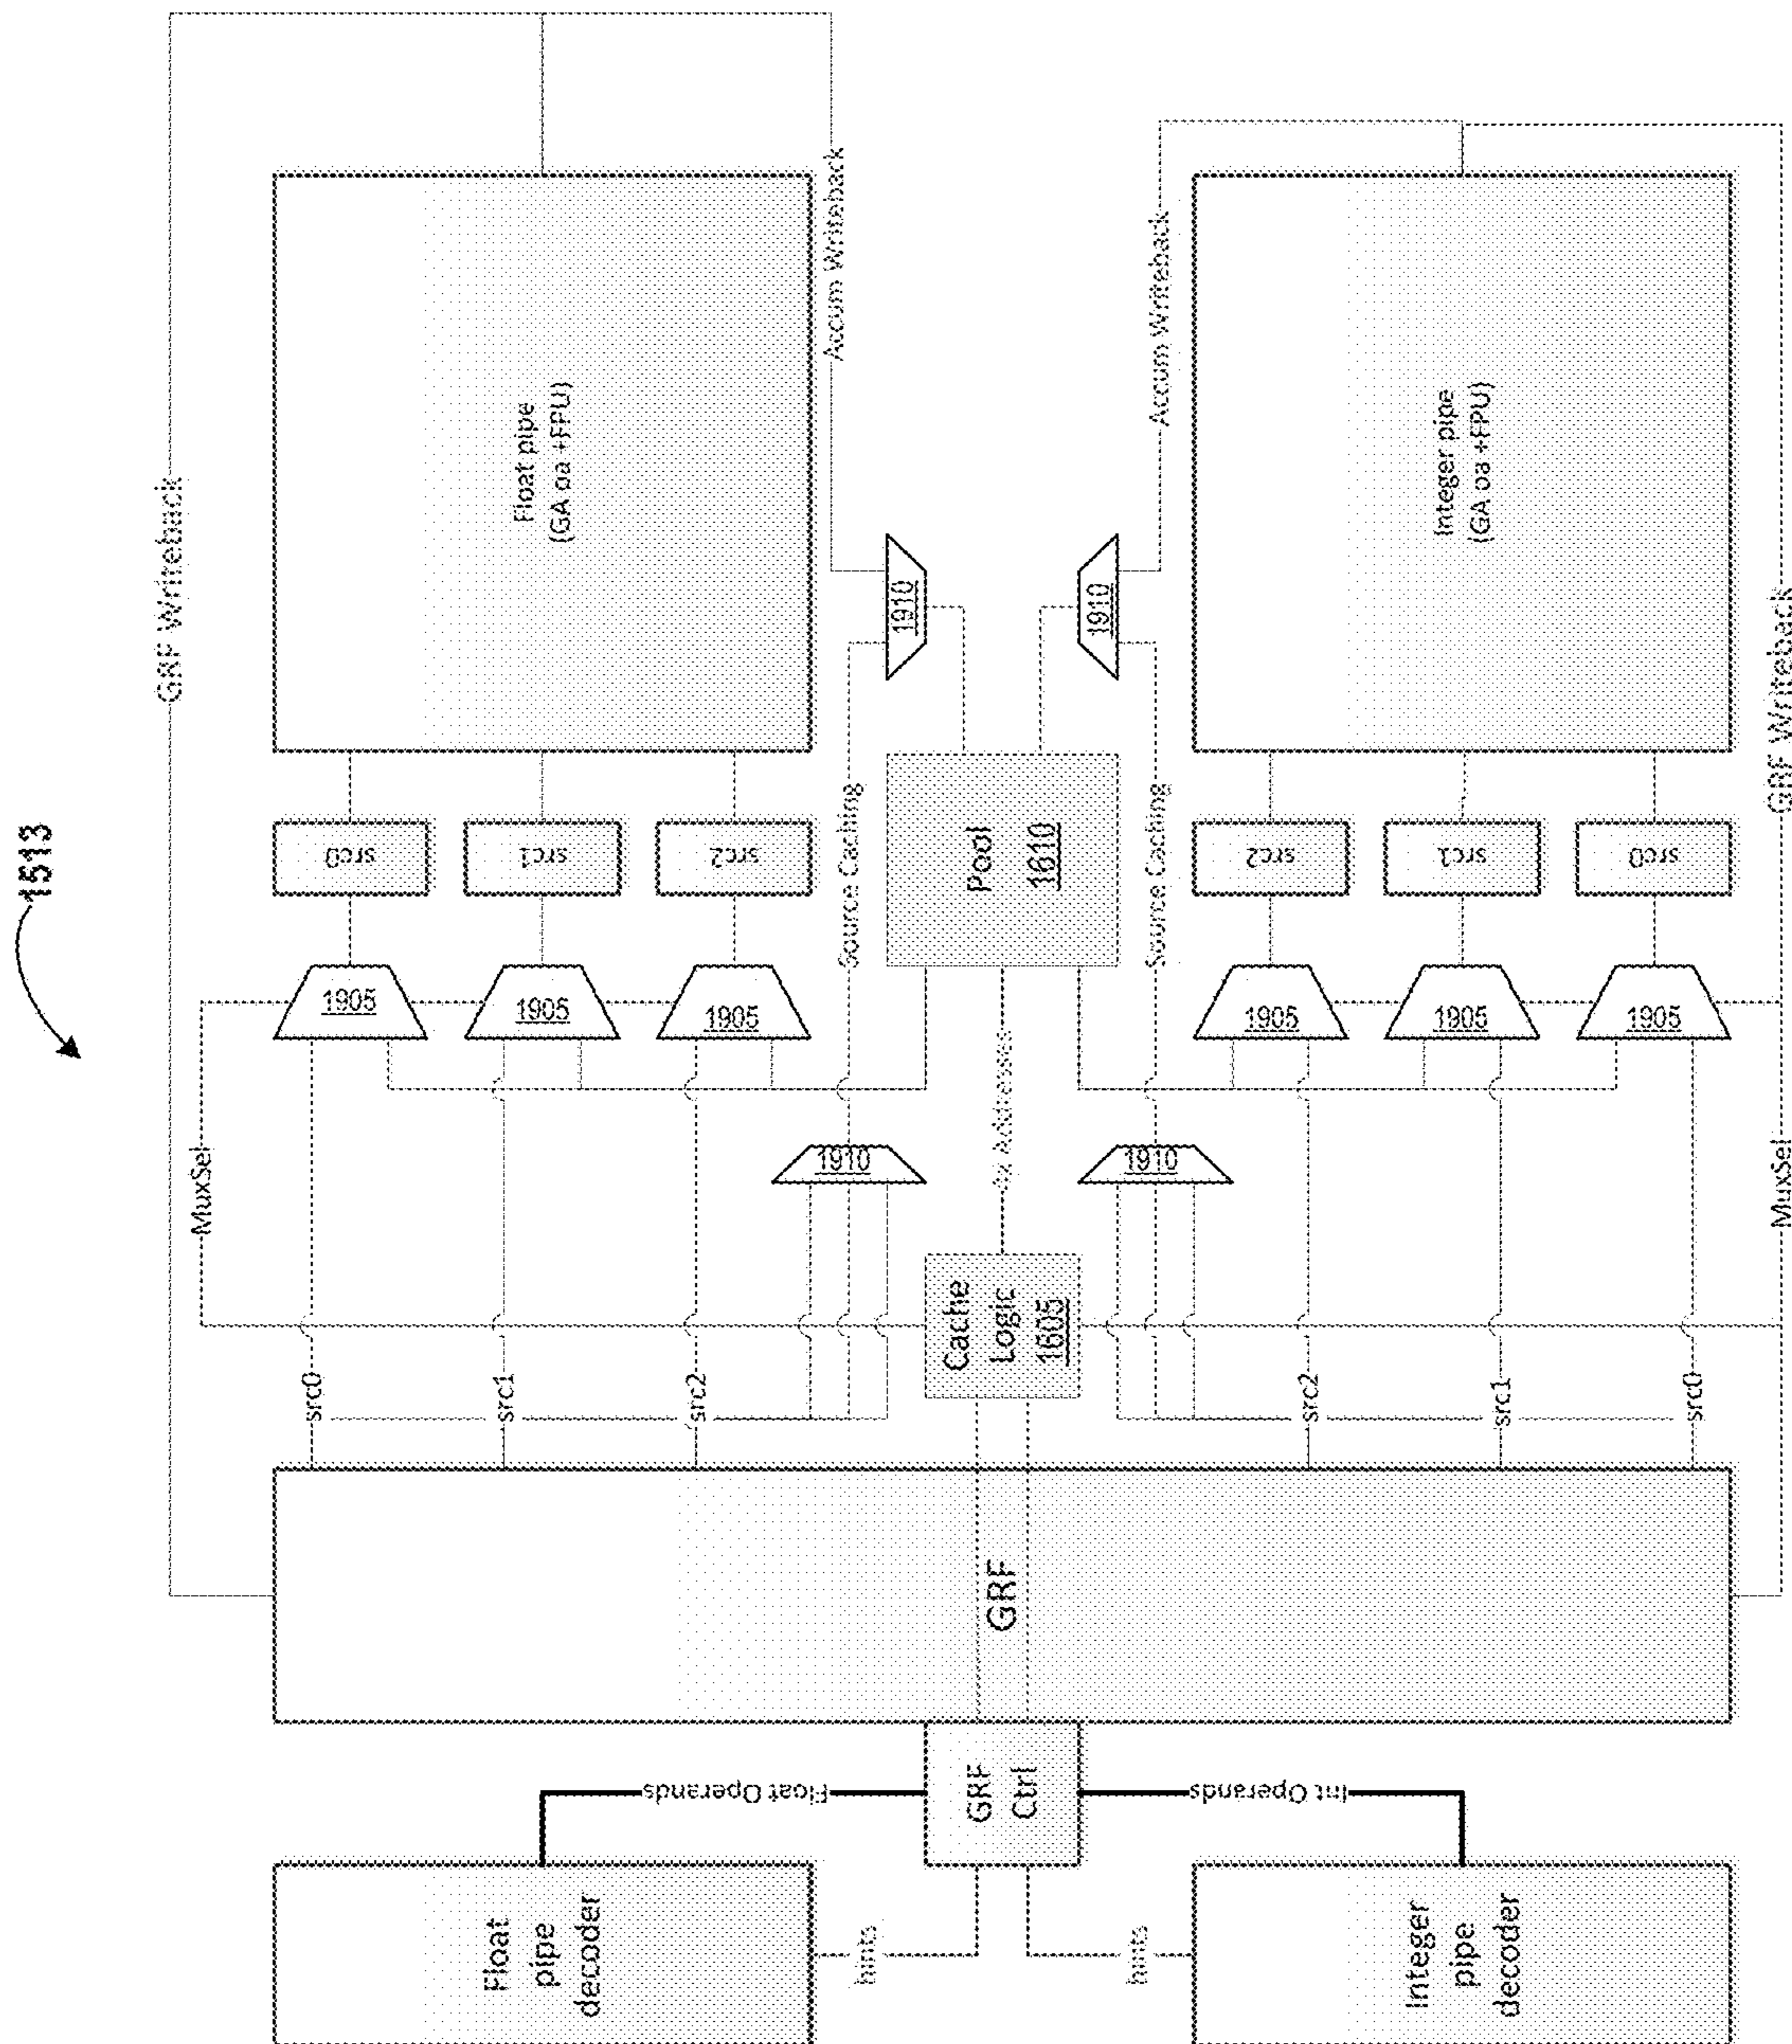 1513
GRF Writeback
MuxSel
Float
pipe
decoder
hints
Float Operands
GRF
Ctrl
Int Operands
hints
Integer
pipe
decoder
GRF
src0
src1
src2
Cache
Logic
1605
src2
src1
src0
1910
1910
1905
1905
1905
Source Caching
Pool
1610
Source Caching
1905
1905
1905
src0
src1
src2
src2
src1
src0
1910
1910
Float pipe
(GA oa +FPU)
Accum Writeback
Accum Writeback
Integer pipe
(GA oa +FPU)
MuxSel
GRF Writeback